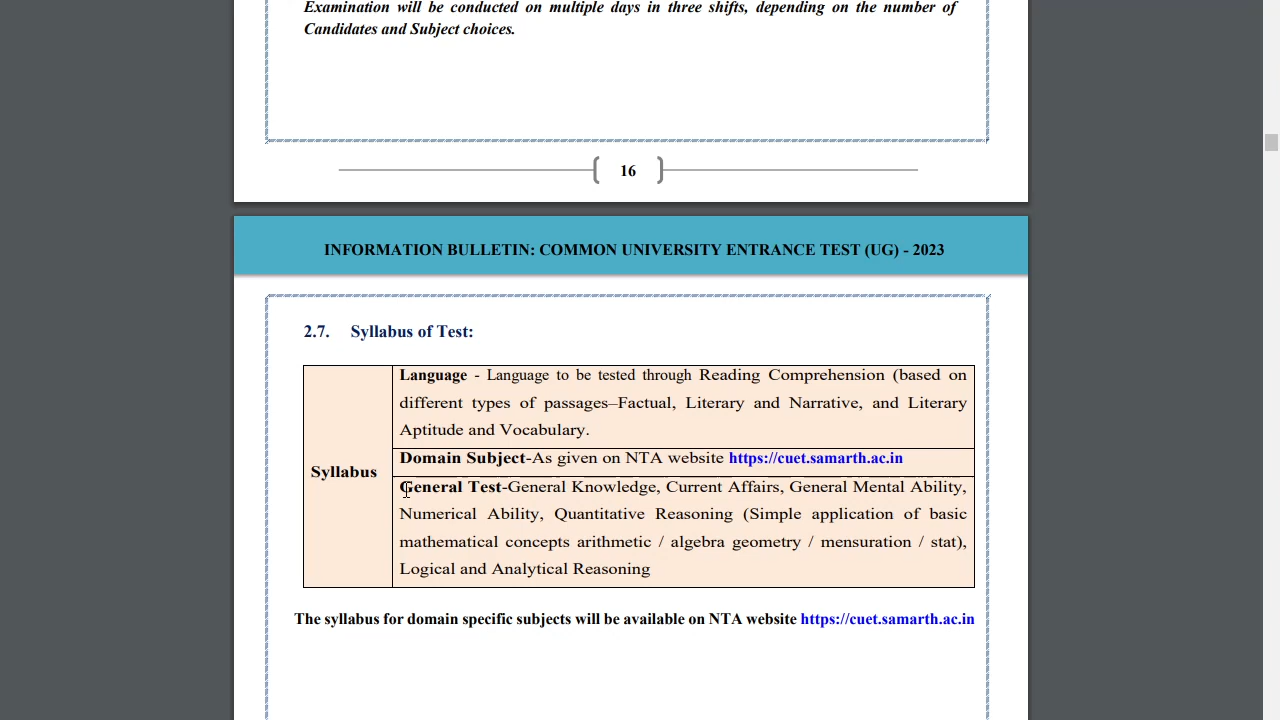 Examination will be conducted on multiple days in three shifts, depending on the number of
Candidates and Subject choices.
16
INFORMATION BULLETIN: COMMON UNIVERSITY ENTRANCE TEST (UG) - 2023
2.7. Syllabus of Test:
Syllabus
Language - Language to be tested through Reading Comprehension (based on
different types of passages–Factual, Literary and Narrative, and Literary
Aptitude and Vocabulary.
Domain Subject-As given on NTA website https://cuet.samarth.ac.in
General Test-General Knowledge, Current Affairs, General Mental Ability,
Numerical Ability, Quantitative Reasoning (Simple application of basic
mathematical concepts arithmetic / algebra geometry / mensuration / stat),
Logical and Analytical Reasoning
The syllabus for domain specific subjects will be available on NTA website https://cuet.samarth.ac.in